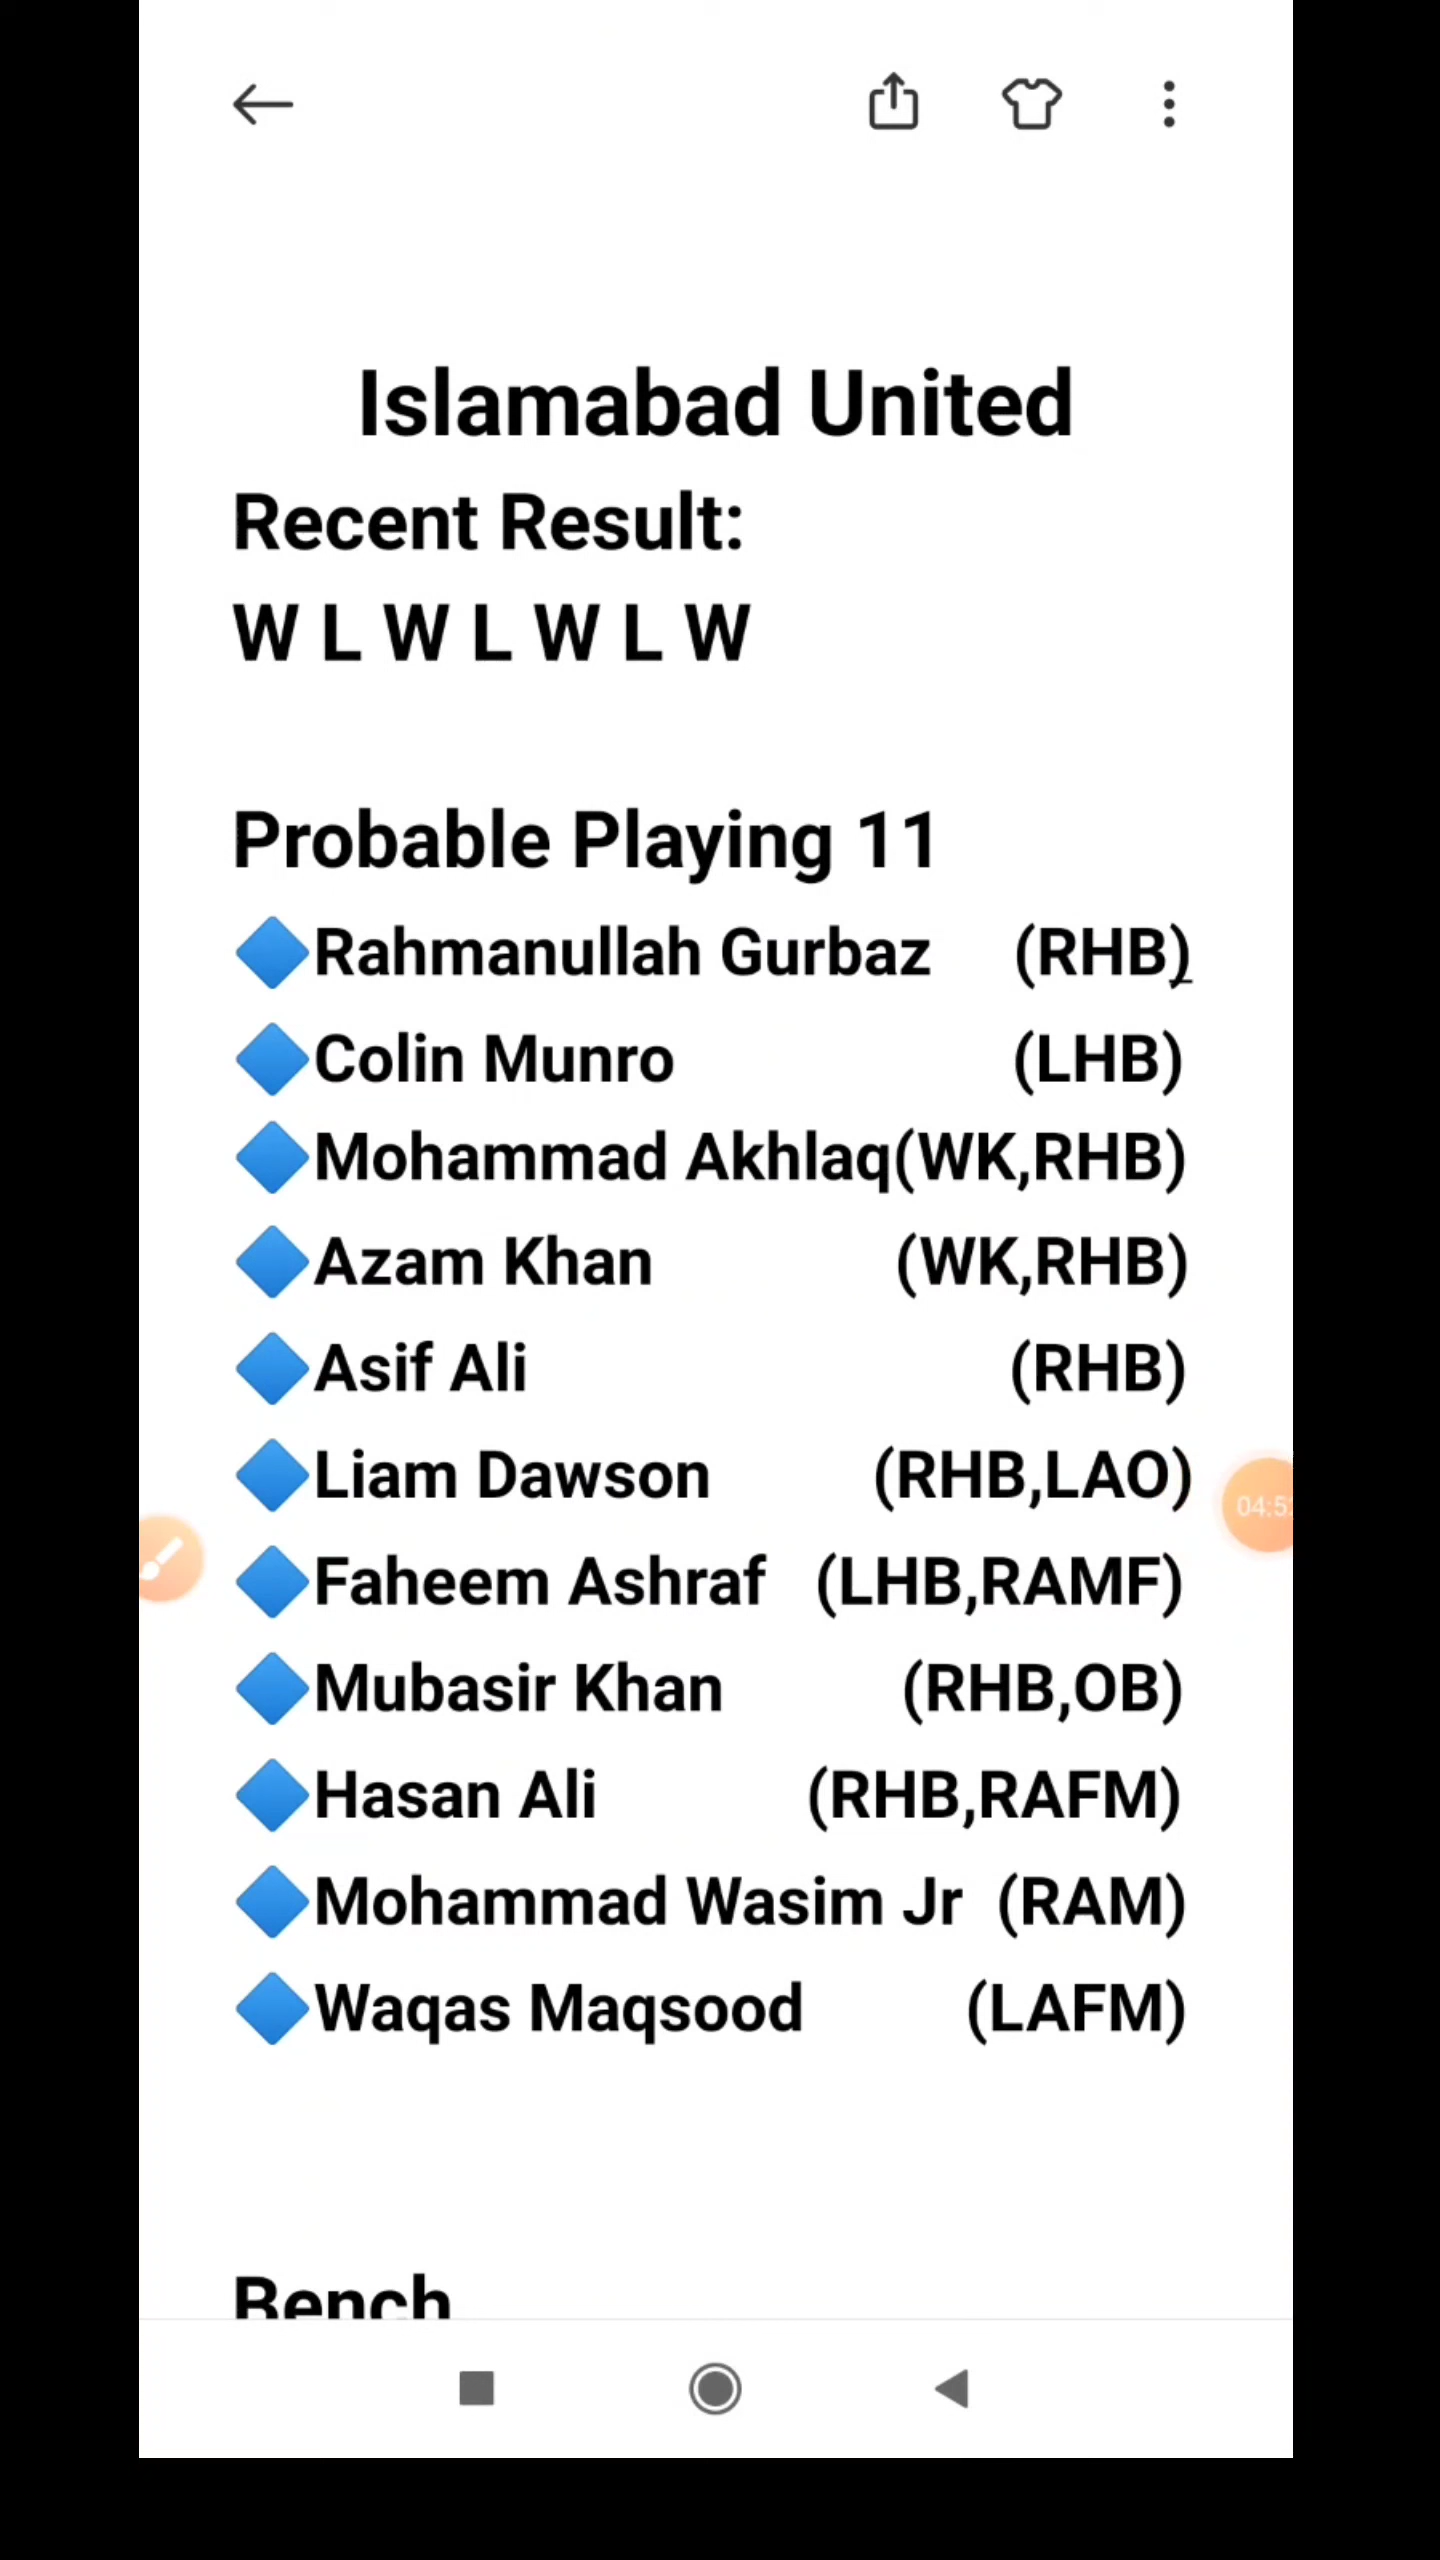 Islamabad United
Recent Result:
W L W L W L W
Probable Playing 11
🔷Rahmanullah Gurbaz (RHB)
🔷Colin Munro (LHB)
🔷Mohammad Akhlaq(WK,RHB)
🔷Azam Khan (WK,RHB)
🔷Asif Ali (RHB)
🔷Liam Dawson (RHB,LAO)
🔷Faheem Ashraf (LHB,RAMF)
🔷Mubasir Khan (RHB,OB)
🔷Hasan Ali (RHB,RAFM)
🔷Mohammad Wasim Jr (RAM)
🔷Waqas Maqsood (LAFM)
Bench